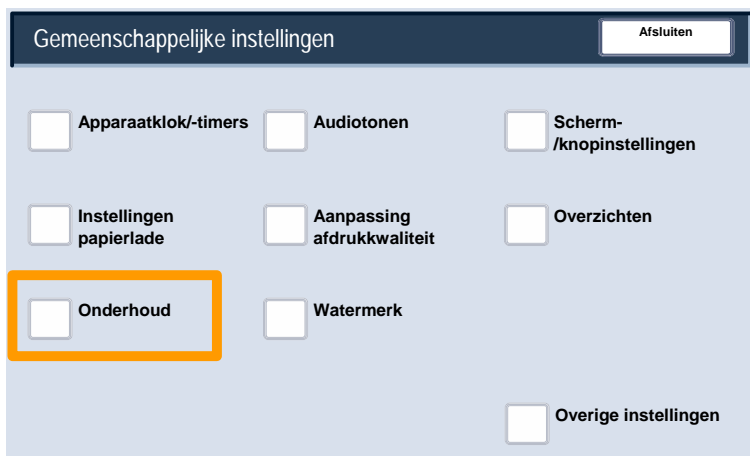 Gemeenschappelijke instellingen
Afsluiten
Apparaatklok/-timers
Audiotonen
Scherm-
/knopinstellingen
Instellingen
papierlade
Aanpassing
afdrukkwaliteit
Overzichten
Onderhoud
Watermerk
Overige instellingen